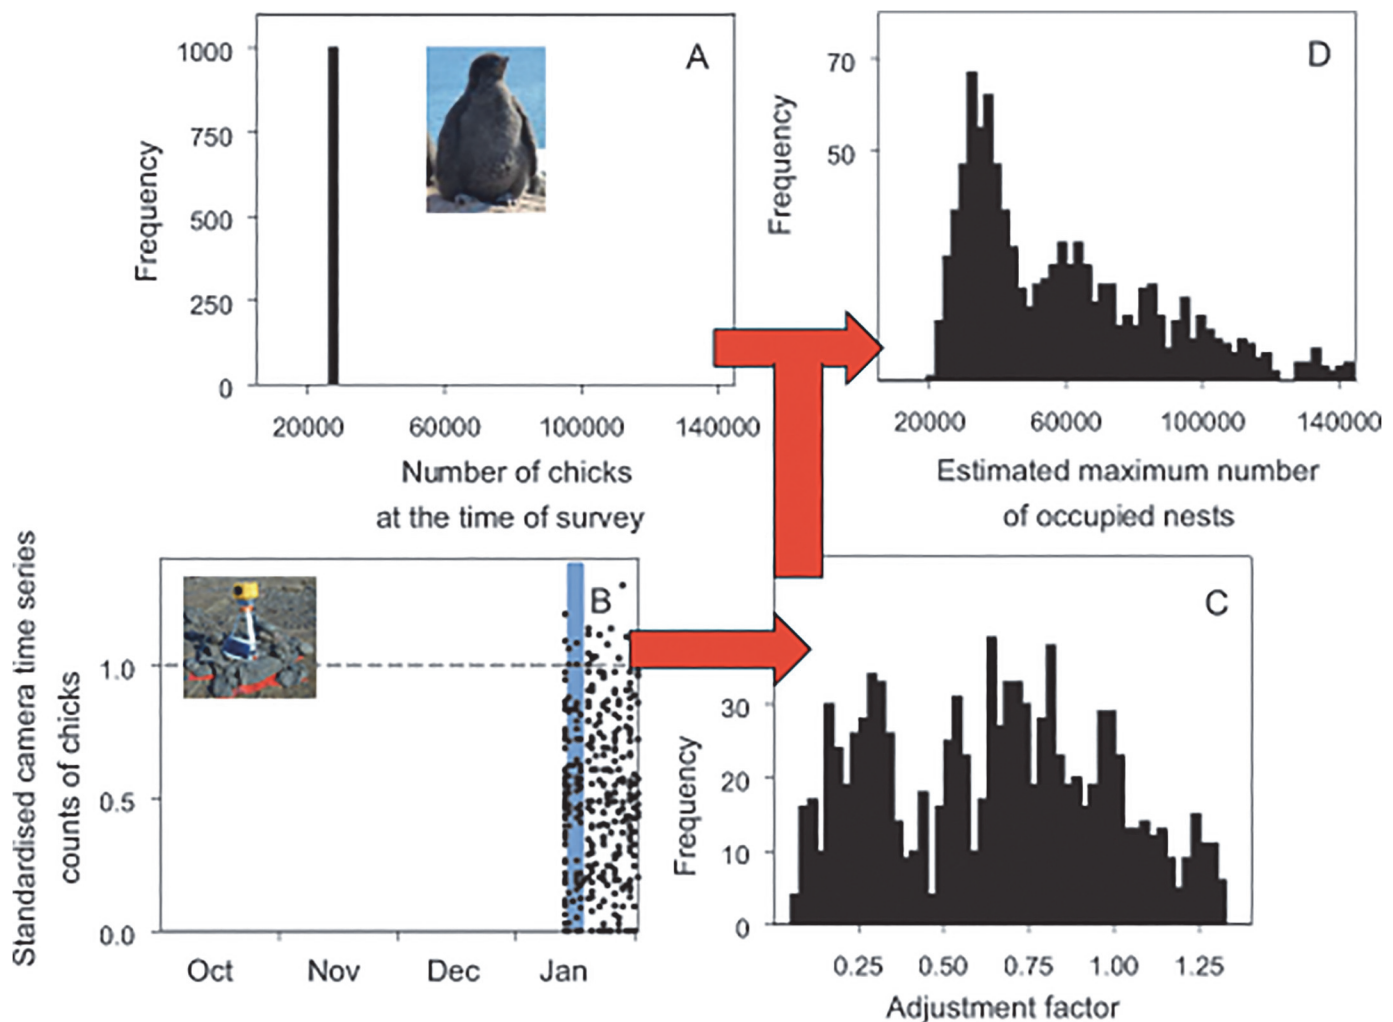 A
1000
750
500
250
0
Frequency
20000 60000 100000 140000
Number of chicks
at the time of survey
D
70
50
Frequency
20000 60000 100000 140000
Estimated maximum number
of occupied nests
B
1.0
0.5
0.0
Standardised camera time series
counts of chicks
Oct Nov Dec Jan
C
30
20
10
0
Frequency
0.25 0.50 0.75 1.00 1.25
Adjustment factor